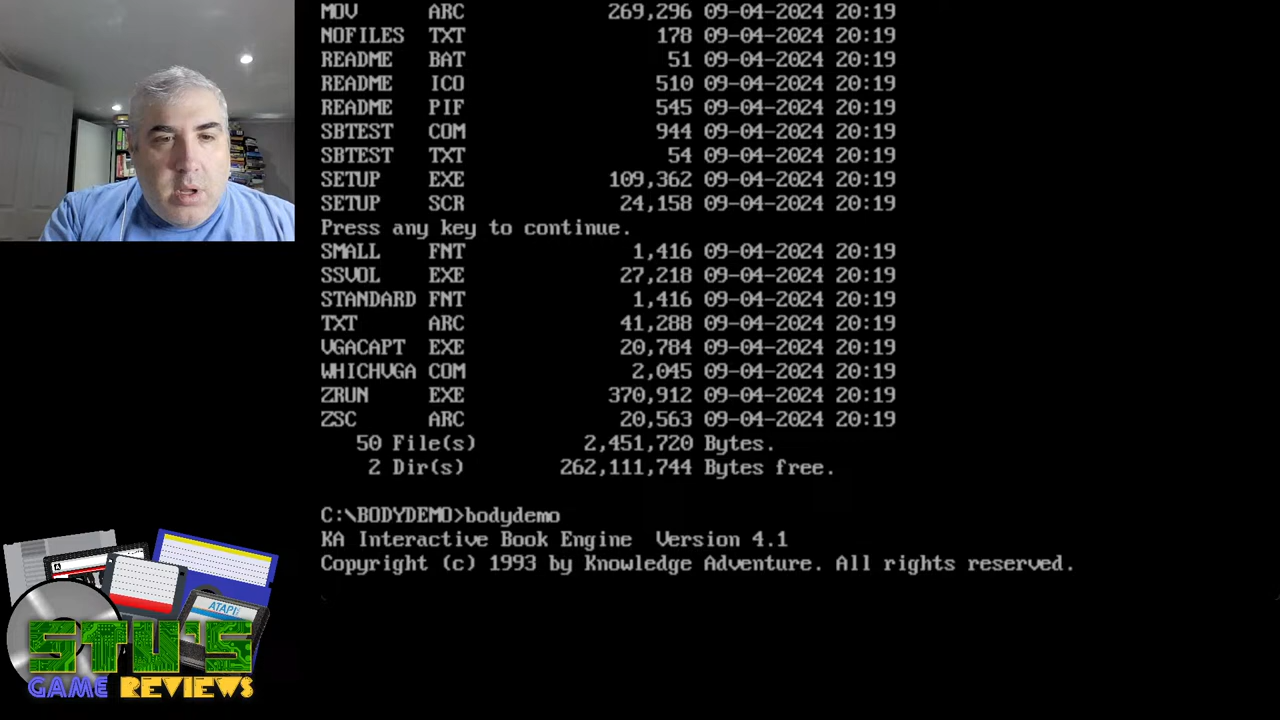 MOV ARC 269,296 09-04-2024 20:19
NOFILES TXT 178 09-04-2024 20:19
README BAT 51 09-04-2024 20:19
README ICO 510 09-04-2024 20:19
README PIF 545 09-04-2024 20:19
SBTEST COM 944 09-04-2024 20:19
SBTEST TXT 54 09-04-2024 20:19
SETUP EXE 109,362 09-04-2024 20:19
SETUP SCR 24,158 09-04-2024 20:19
Press any key to continue.
SMALL FNT 1,416 09-04-2024 20:19
SSVOL EXE 27,218 09-04-2024 20:19
STANDARD FNT 1,416 09-04-2024 20:19
TXT ARC 41,288 09-04-2024 20:19
VGACAPT EXE 20,784 09-04-2024 20:19
WHICHVGA COM 2,045 09-04-2024 20:19
ZRUN EXE 370,912 09-04-2024 20:19
ZSC ARC 20,563 09-04-2024 20:19
50 File(s) 2,451,720 Bytes.
2 Dir(s) 262,111,744 Bytes free.
C:\BODYDEMO>bodydemo
KA Interactive Book Engine Version 4.1
Copyright (c) 1993 by Knowledge Adventure. All rights reserved.
ATAPI
STU'S
GAME REVIEWS